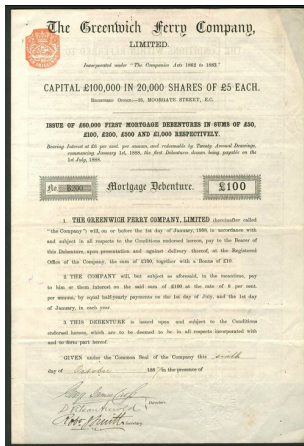 The Greenwich Ferry Company,
LIMITED.
Incorporated under "The Companies Acts 1862 to 1883."
CAPITAL £100,000 IN 20,000 SHARES OF £5 EACH.
REGISTERED OFFICE:—25, MOORGATE STREET, E.C.
ISSUE OF £60,000 FIRST MORTGAGE DEBENTURES IN SUMS OF £50,
£100, £200, £500 AND £1,000 RESPECTIVELY.
Bearing Interest at £6 per cent. per annum, and redeemable by Twenty Annual Drawings,
commencing January 1st, 1888, the first Debentures drawn being payable on the
1st July, 1888.
No. B200 Mortgage Debenture. £100
1 THE GREENWICH FERRY COMPANY, LIMITED (hereinafter called
"the Company") will, on or before the 1st day of January, 1908, in accordance with
and subject in all respects to the Conditions endorsed hereon, pay to the Bearer of
this Debenture, upon presentation and against delivery thereof, at the Registered
Office of the Company, the sum of £100, together with a Bonus of £10.
2 THE COMPANY will, but subject as aforesaid, in the meantime, pay
to him or them interest on the said sum of £100 at the rate of 6 per cent.
per annum, by equal half-yearly payments on the 1st day of July, and the 1st day
of January, in each year.
3 THIS DEBENTURE is issued upon and subject to the Conditions
endorsed hereon, which are to be deemed to be in all respects incorporated with
and to form part hereof.
GIVEN under the Common Seal of the Company this
day of October 1887 in the presence of
Directors.
Smith Secretary.